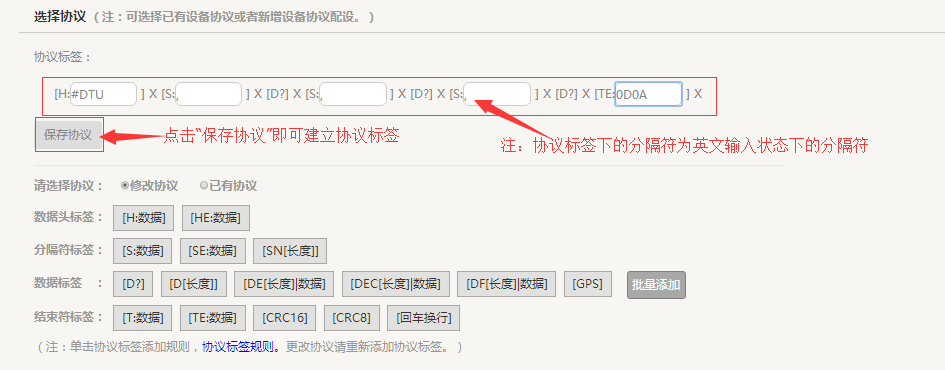 选择协议（注：可选择已有设备协议或者新增设备协议配设。）
协议标签：
[H:#DTU ] X [S:, ] X [D?] X [S:, ] X [D?] X [S:, ] X [D?] X [TE:0D0A ] X
保存协议 点击“保存协议”即可建立协议标签
注：协议标签下的分隔符为英文输入状态下的分隔符
请选择协议： 修改协议 已有协议
数据头标签： [H:数据] [HE:数据]
分隔符标签： [S:数据] [SE:数据] [SN[长度]]
数据标签 ： [D?] [D[长度]] [DE[长度]|数据] [DEC[长度]|数据] [DF[长度]|数据] [GPS] 批量添加
结束符标签： [T:数据] [TE:数据] [CRC16] [CRC8] [回车换行]
（注：单击协议标签添加规则，协议标签规则。更改协议请重新添加协议标签。）